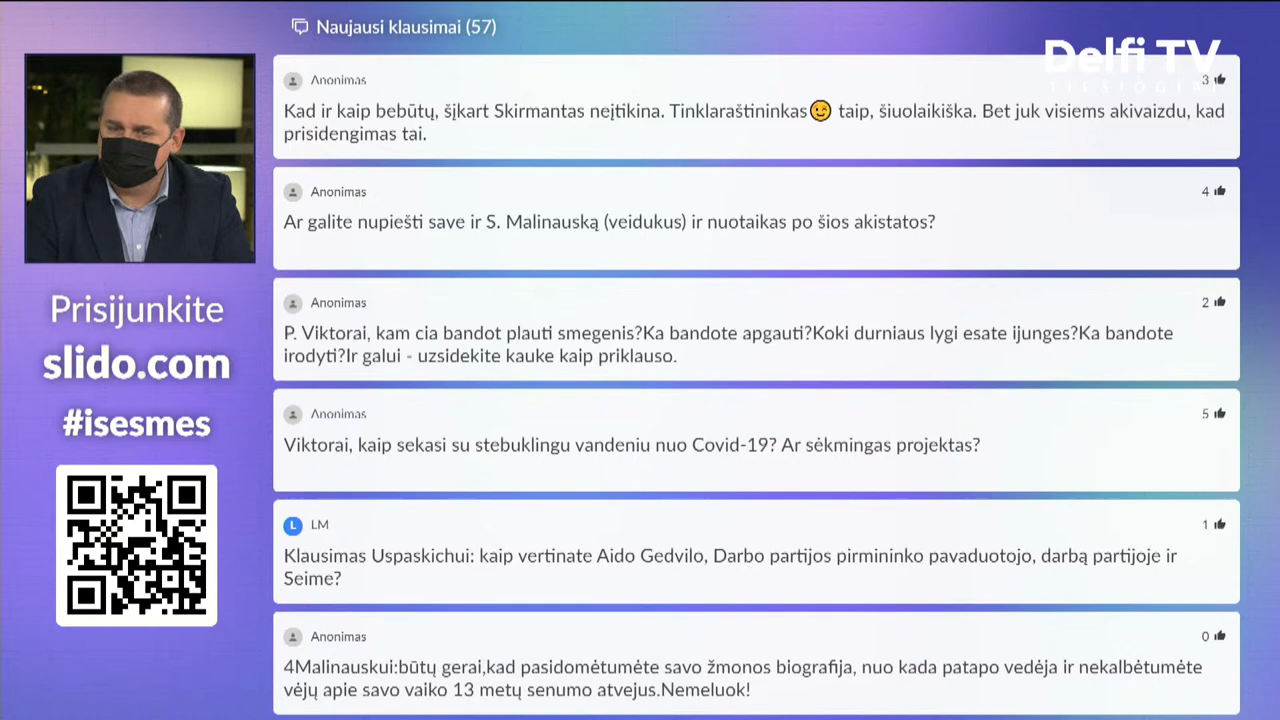 Naujausi klausimai (57)
Delfi TV
TIESIOGIAI
Anonimas
3
Kad ir kaip bebūtų, šįkart Skirmantas neįtikina. Tinklaraštininkas😉 taip, šiuolaikiška. Bet juk visiems akivaizdu, kad
prisidengimas tai.
Anonimas
4
Ar galite nupiešti save ir S. Malinauską (veidukus) ir nuotaikas po šios akistatos?
Anonimas
2
P. Viktorai, kam cia bandot plauti smegenis?Ka bandote apgauti?Koki durniaus lygi esate ijunges?Ka bandote
irodyti?Ir galui - uzsidekite kauke kaip priklauso.
Anonimas
5
Viktorai, kaip sekasi su stebuklingu vandeniu nuo Covid-19? Ar sėkmingas projektas?
L
LM
1
Klausimas Uspaskichui: kaip vertinate Aido Gedvilo, Darbo partijos pirmininko pavaduotojo, darbą partijoje ir
Seime?
Anonimas
0
4Malinauskui:būtų gerai,kad pasidomėtumėte savo žmonos biografija, nuo kada patapo vedėja ir nekalbėtumėte
vėjų apie savo vaiko 13 metų senumo atvejus.Nemeluok!
Prisijunkite
slido.com
#isesmes